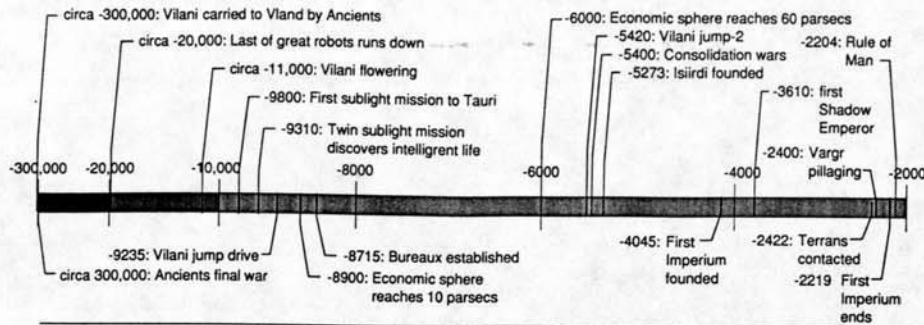 circa -300,000: Vilani carried to Vland by Ancients
circa -20,000: Last of great robots runs down
circa -11,000: Vilani flowering
-9800: First sublight mission to Tauri
-9310: Twin sublight mission
discovers intelligrent life
-6000: Economic sphere reaches 60 parsecs
-5420: Vilani jump-2
-5400: Consolidation wars
-5273: Isiirdi founded
-2204: Rule of
Man
-3610: first
Shadow
Emperor
-2400: Vargr
pillaging
-300,000
-20,000
-10,000
-8000
-6000
-4000
-2000
-9235: Vilani jump drive
circa 300,000: Ancients final war
-8715: Bureaux established
-8900: Economic sphere
reaches 10 parsecs
-4045: First
Imperium
founded
-2422: Terrans
contacted
-2219 First
Imperium
ends